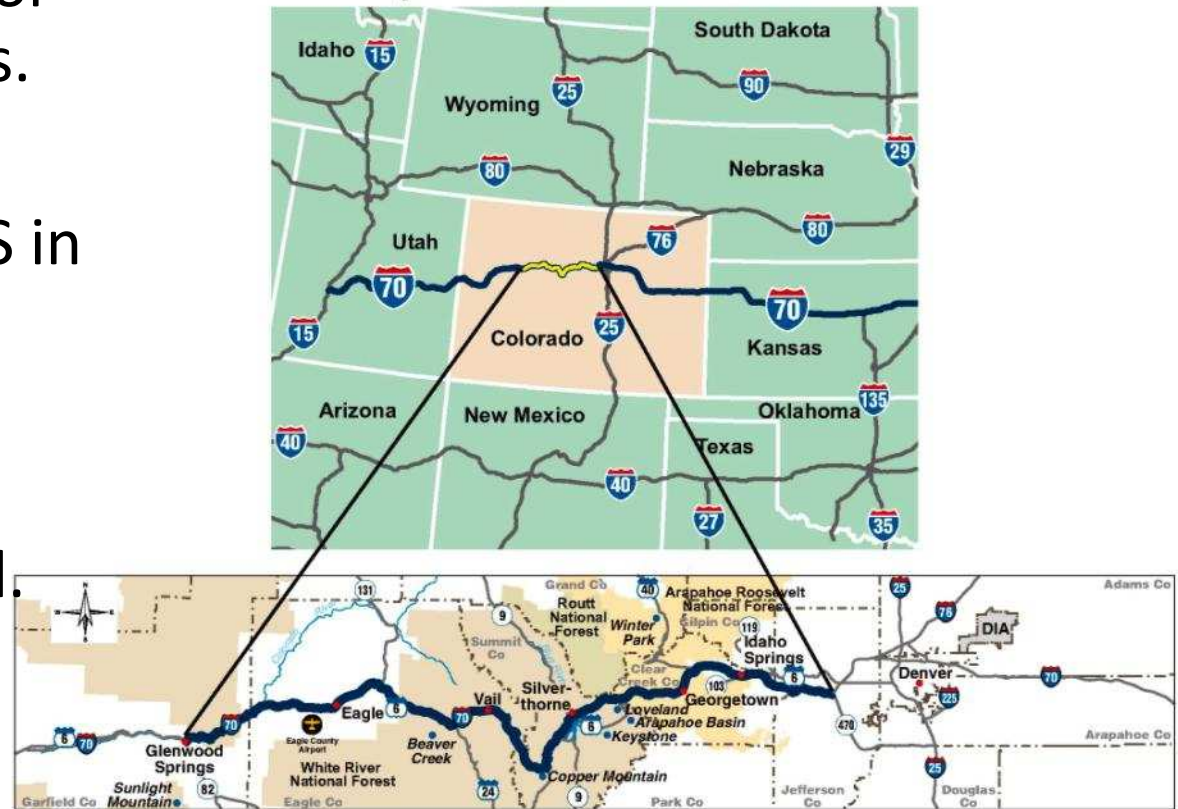 s.
S in
Idaho
15
South Dakota
25
90
Wyoming
29
80
Nebraska
Utah
76
80
70
70
15
Colorado
25
Kansas
Arizona
New Mexico
Oklahoma
135
40
Texas
40
27
35
N
131
Grand Co
40
Arapahoe Roosevelt
National Forest
25
Adams Co
9
Routt
National
Forest
Winter
Park
Gilpin Co
119
76
DIA
Summit
Co
Idaho
Springs
Clear
Creek Co
103
6
Denver
70
Eagle
6
Vail
70
Silver-
thorne
Georgetown
225
6
70
70
Eagle County
Airport
6
Loveland
Arapahoe Basin
470
Glenwood
Springs
Beaver
Creek
Keystone
Arapahoe Co
White River
National Forest
Copper Mountain
25
Sunlight
Mountain
82
24
9
Garfield Co
Eagle Co
Park Co
Jefferson
Co
Douglas
Co